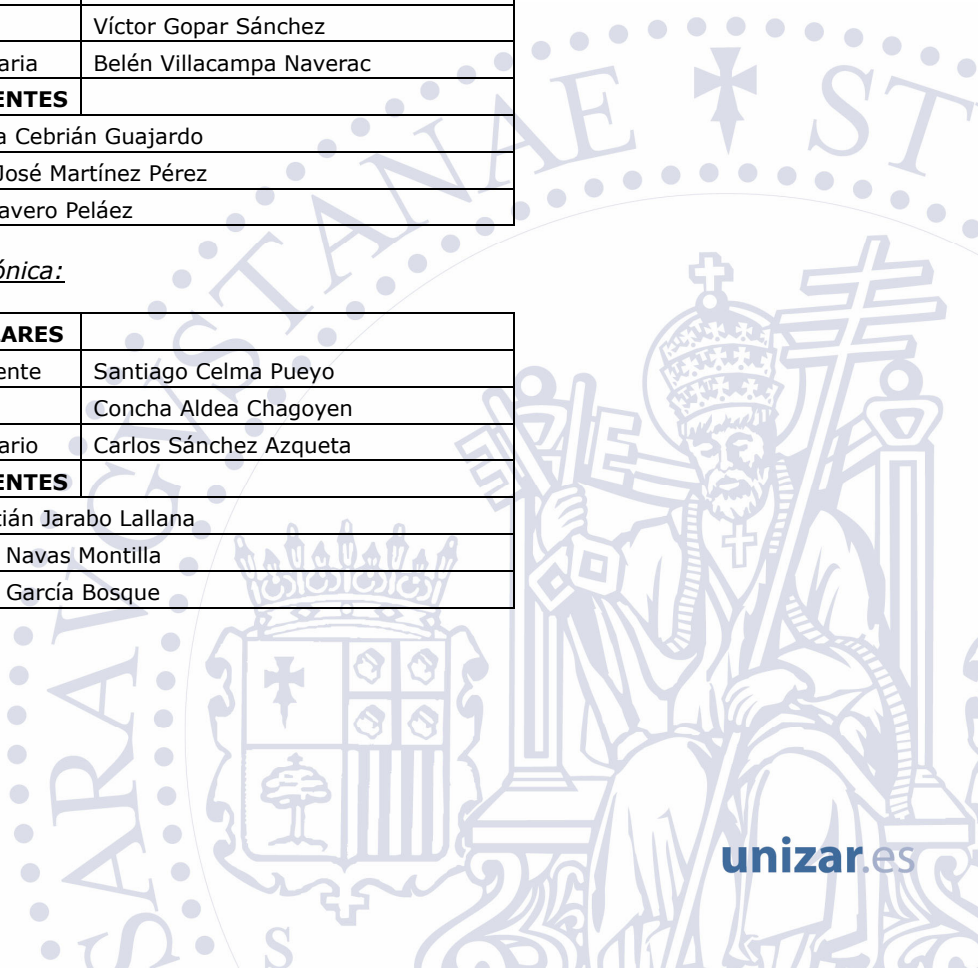 Víctor Gopar Sánchez
aria Belén Villacampa Naverac
ENTES
a Cebrián Guajardo
José Martínez Pérez
avero Peláez
ónica:
ARES
ente Santiago Celma Pueyo
Concha Aldea Chagoyen
ario Carlos Sánchez Azqueta
ENTES
tián Jarabo Lallana
Navas Montilla
García Bosque
SARAVGVSTANAE ST
S
unizar.es